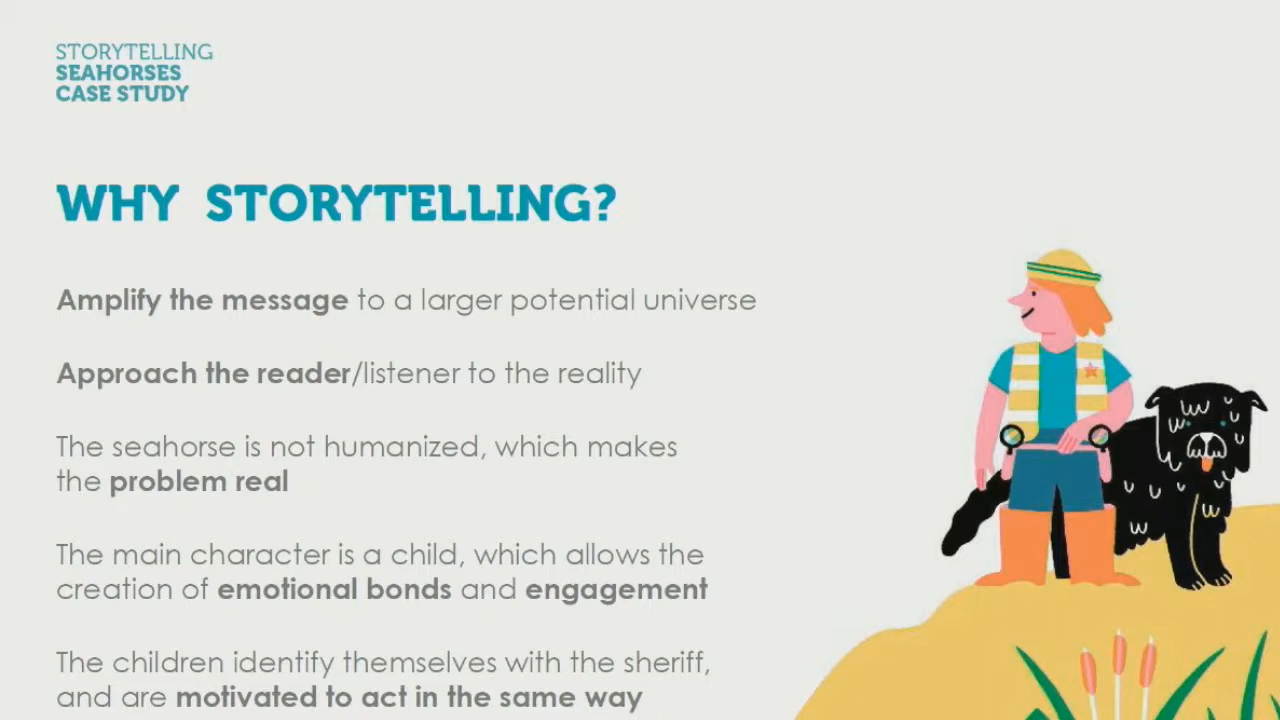 STORYTELLING
SEAHORSES
CASE STUDY
WHY STORYTELLING?
Amplify the message to a larger potential universe
Approach the reader/listener to the reality
The seahorse is not humanized, which makes
the problem real
The main character is a child, which allows the
creation of emotional bonds and engagement
The children identify themselves with the sheriff,
and are motivated to act in the same way